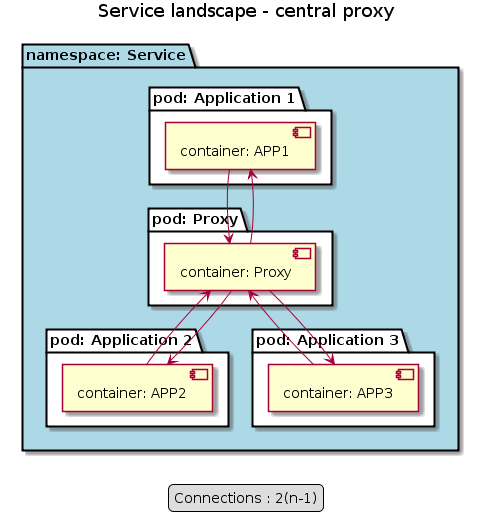 Service landscape - central proxy
namespace: Service
pod: Application 1
container: APP1
pod: Proxy
container: Proxy
pod: Application 2
container: APP2
pod: Application 3
container: APP3
Connections : 2(n-1)